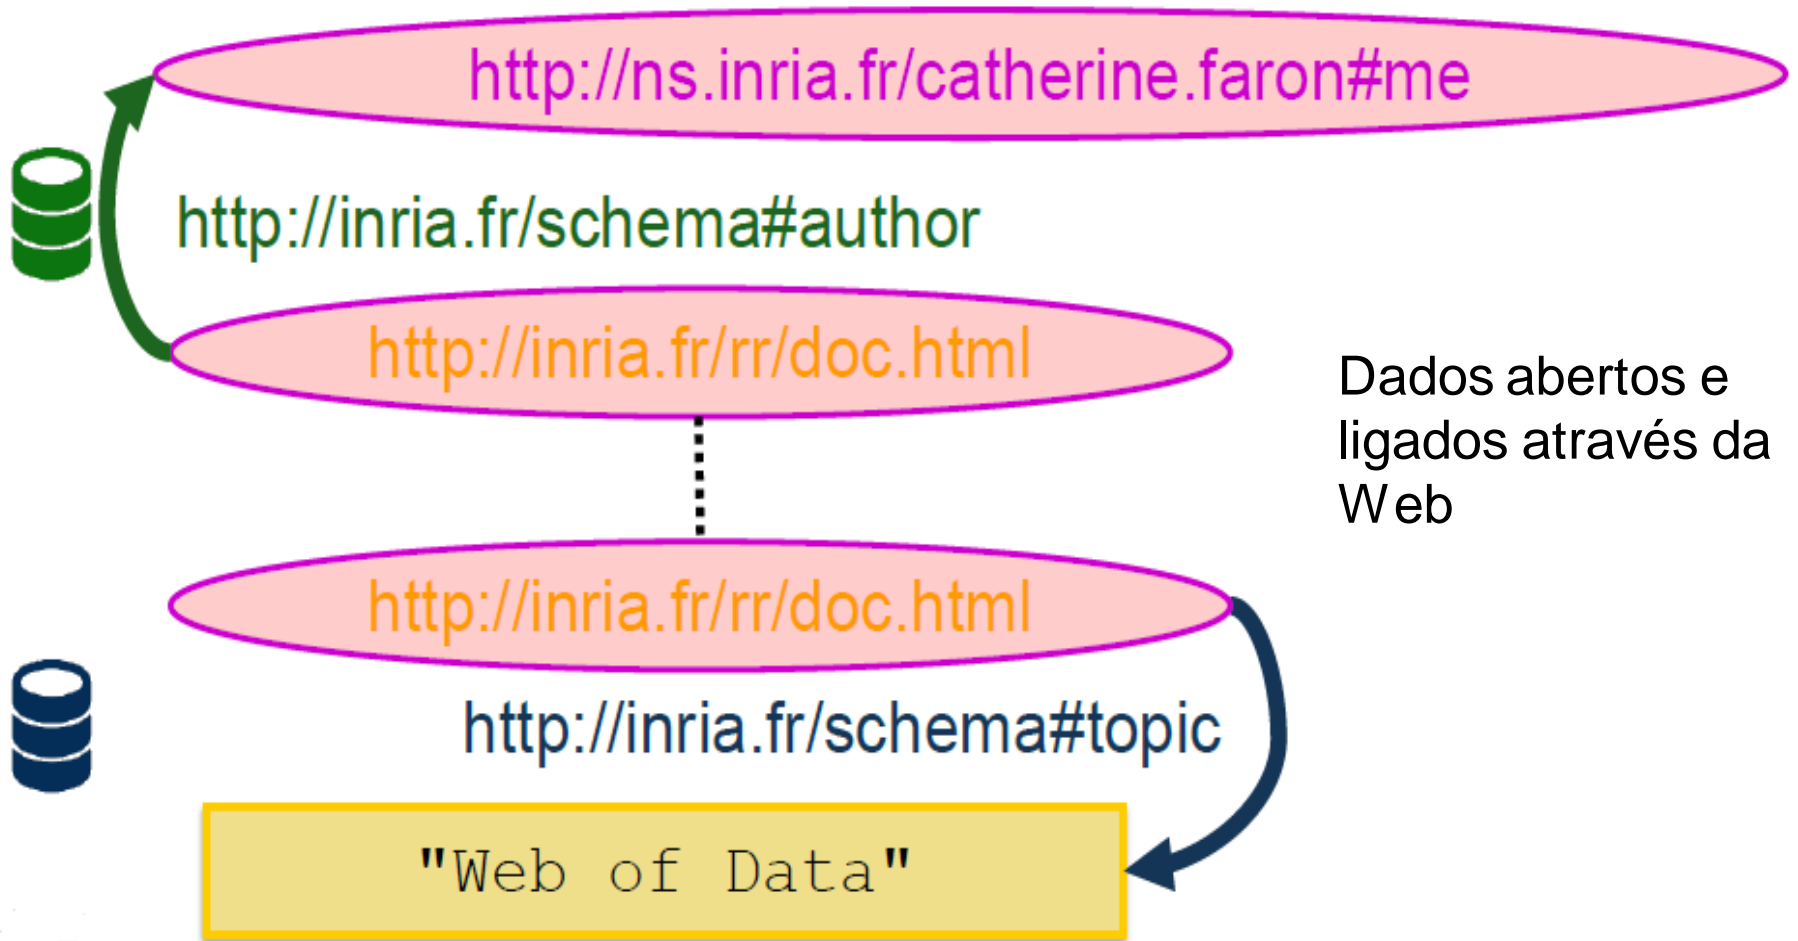 http://ns.inria.fr/catherine.faron#me
http://inria.fr/schema#author
http://inria.fr/rr/doc.html
Dados abertos e
ligados através da
Web
http://inria.fr/rr/doc.html
http://inria.fr/schema#topic
"Web of Data"